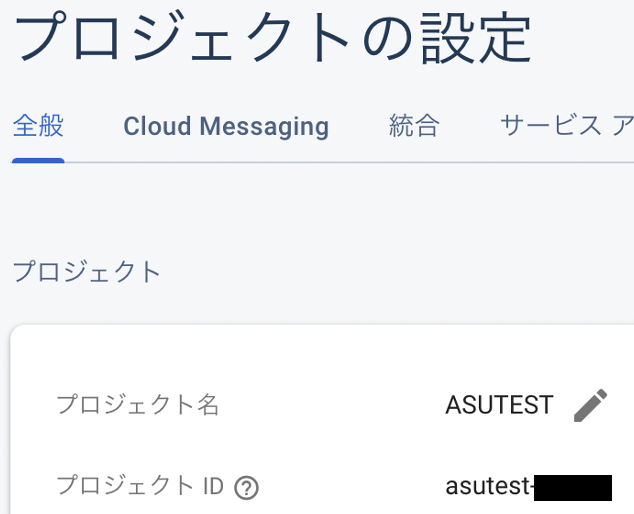 プロジェクトの設定
全般 Cloud Messaging 統合 サービス ア
プロジェクト
プロジェクト名 ASUTEST
プロジェクト ID ? asutest-